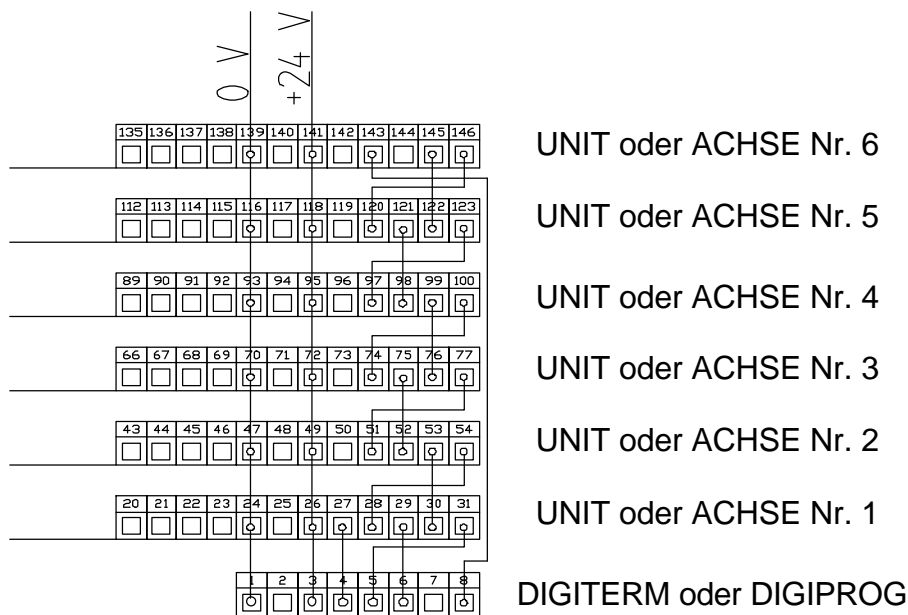 0 V
+24 V
135 136 137 138 139 140 141 142 143 144 145 146
UNIT oder ACHSE Nr. 6
112 113 114 115 116 117 118 119 120 121 122 123
UNIT oder ACHSE Nr. 5
89 90 91 92 93 94 95 96 97 98 99 100
UNIT oder ACHSE Nr. 4
66 67 68 69 70 71 72 73 74 75 76 77
UNIT oder ACHSE Nr. 3
43 44 45 46 47 48 49 50 51 52 53 54
UNIT oder ACHSE Nr. 2
20 21 22 23 24 25 26 27 28 29 30 31
UNIT oder ACHSE Nr. 1
1 2 3 4 5 6 7 8
DIGITERM oder DIGIPROG